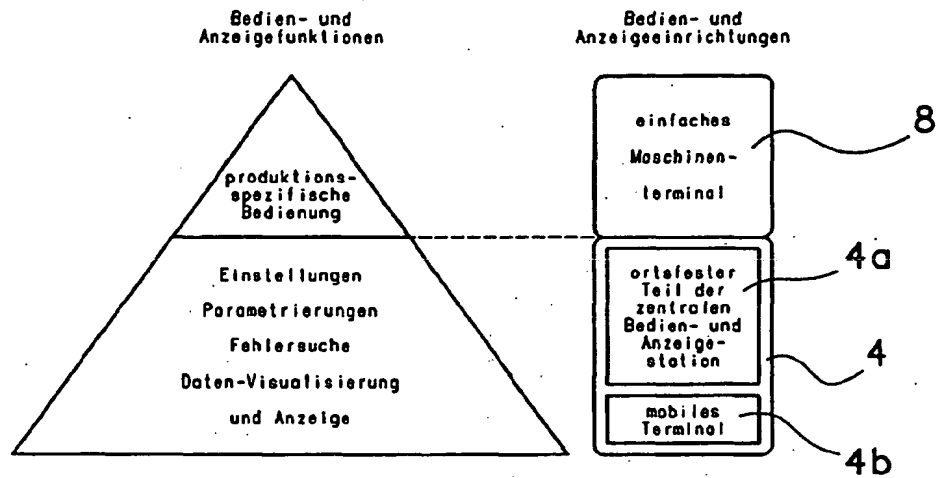 Bedien- und
Anzeigefunktionen
produktions-
spezifische
Bedienung
Einstellungen
Parametrierungen
Fehlersuche
Daten-Visualisierung
und Anzeige
Bedien- und
Anzeigeeinrichtungen
einfaches
Maschinen-
terminal
8
ortsfester
Teil der
zentralen
Bedien- und
Anzeige-
station
4a
4
mobiles
Terminal
4b